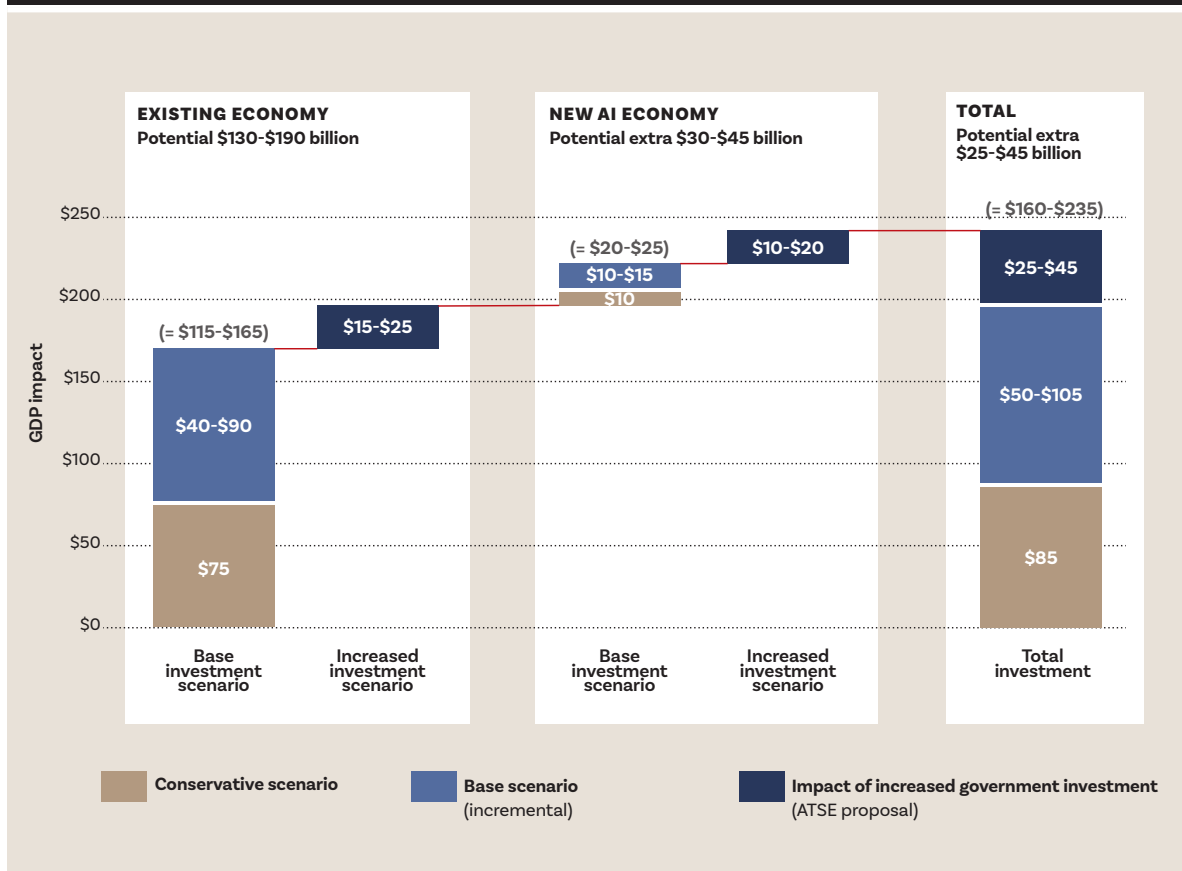 EXISTING ECONOMY
Potential $130-$190 billion
NEW AI ECONOMY
Potential extra $30-$45 billion
TOTAL
Potential extra
$25-$45 billion
GDP impact
$250
$200
$150
$100
$50
$0
(= $115-$165)
$40-$90
$75
$15-$25
(= $20-$25)
$10-$15
$10
$10-$20
(= $160-$235)
$25-$45
$50-$105
$85
Base
investment
scenario
Increased
investment
scenario
Base
investment
scenario
Increased
investment
scenario
Total
investment
Conservative scenario
Base scenario
(incremental)
Impact of increased government investment
(ATSE proposal)